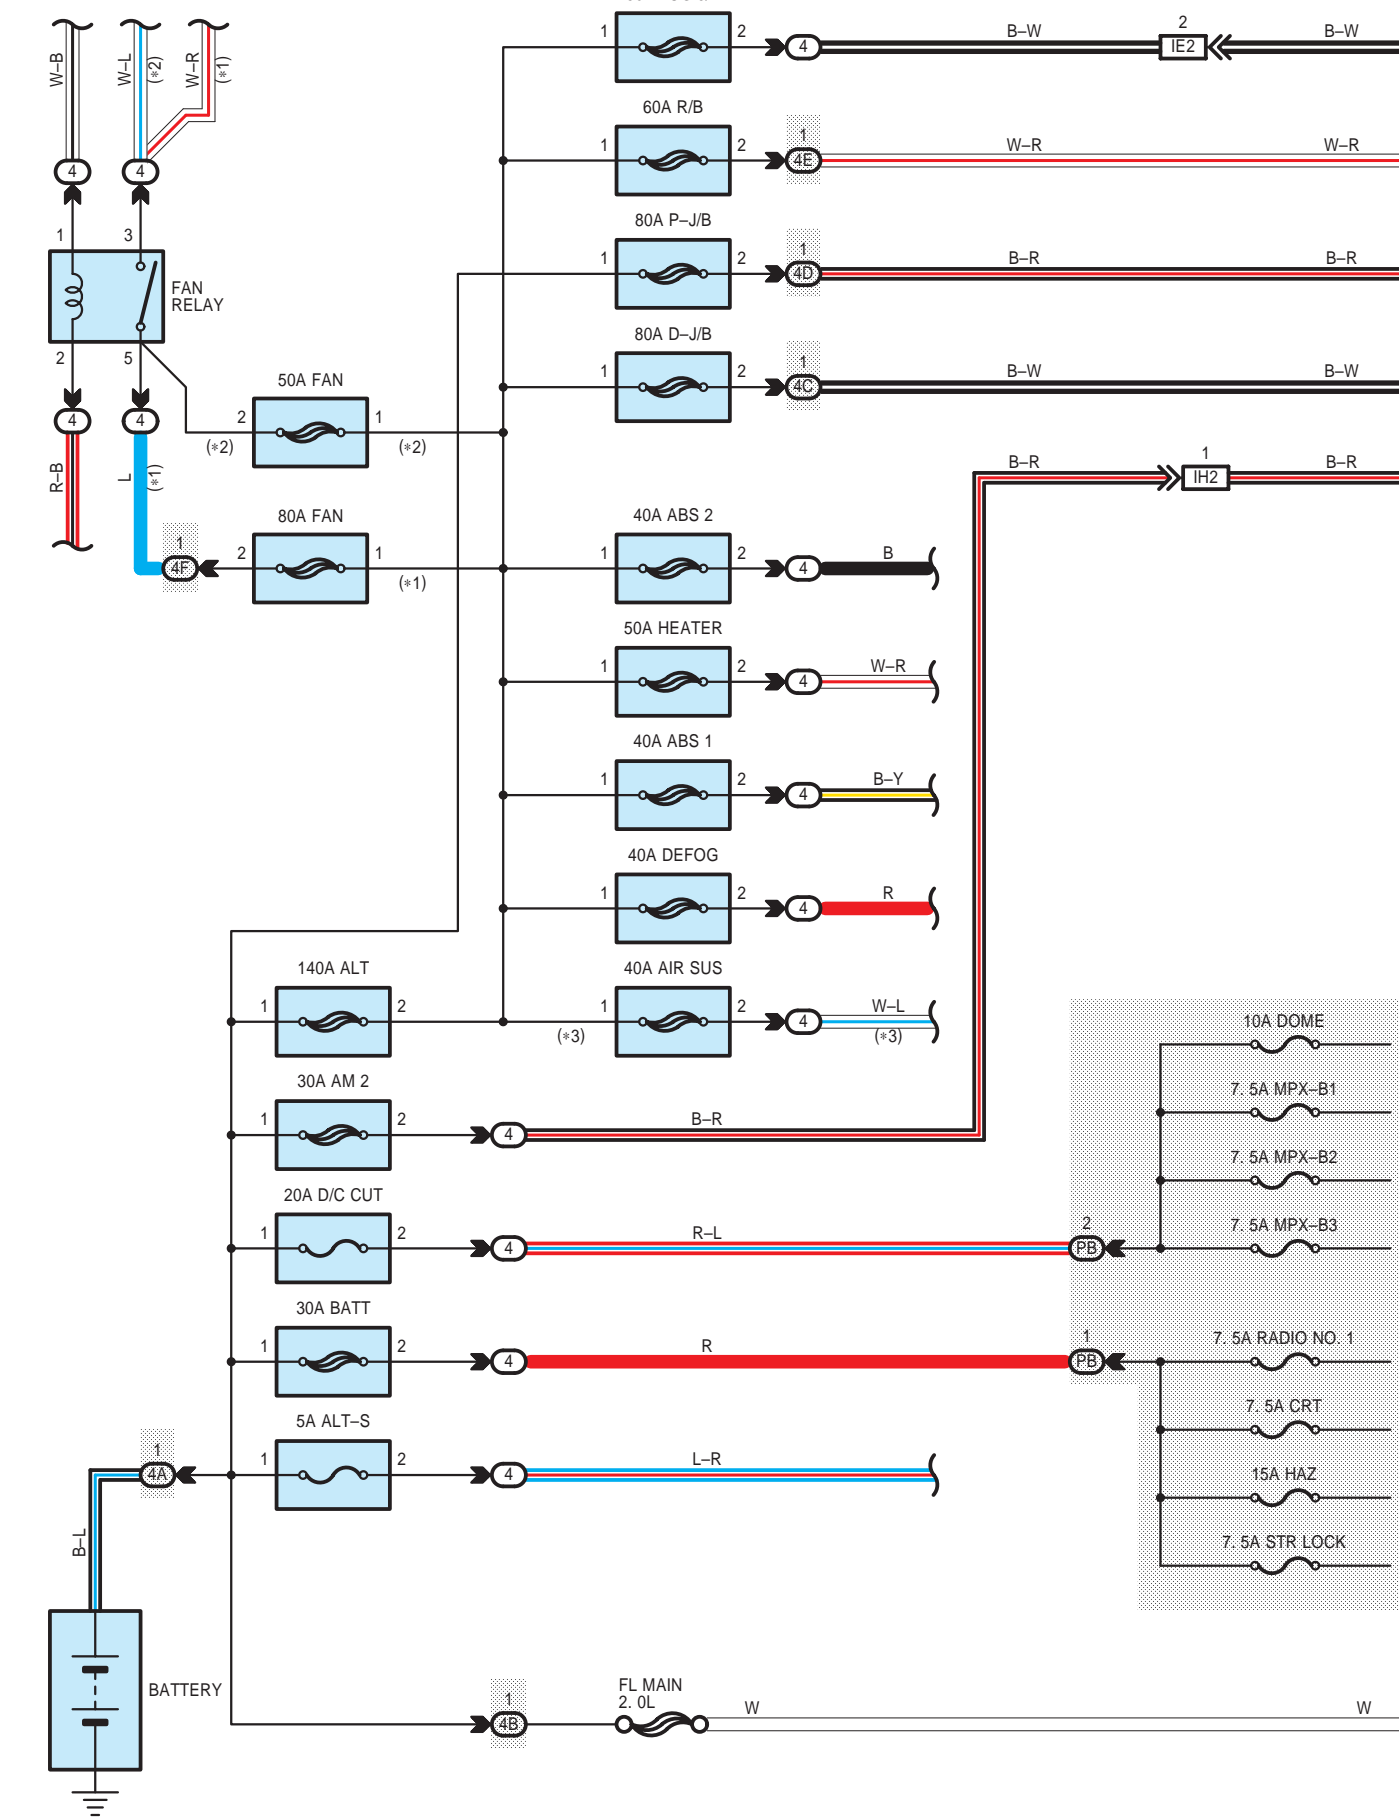 W–B
W–L
(*2)
W–R
(*1)
4
4
1
3
FAN
RELAY
2
5
4
4
R–B
L
(*1)
1
4F
50A FAN
2
1
(*2)
(*2)
80A FAN
2
1
(*1)
1
2
4
B–W
2
IE2
B–W
60A R/B
1
2
1
4E
W–R
W–R
80A P–J/B
1
2
1
4D
B–R
B–R
80A D–J/B
1
2
1
4C
B–W
B–W
B–R
1
IH2
B–R
40A ABS 2
1
2
4
B
50A HEATER
1
2
4
W–R
40A ABS 1
1
2
4
B–Y
40A DEFOG
1
2
4
R
140A ALT
1
2
40A AIR SUS
1
2
(*3)
4
W–L
(*3)
30A AM 2
1
2
4
B–R
20A D/C CUT
1
2
4
R–L
2
PB
10A DOME
7. 5A MPX–B1
7. 5A MPX–B2
7. 5A MPX–B3
30A BATT
1
2
4
R
1
PB
7. 5A RADIO NO. 1
7. 5A CRT
15A HAZ
7. 5A STR LOCK
5A ALT–S
1
2
4
L–R
1
4A
B–L
BATTERY
1
4B
FL MAIN
2. 0L
W
W